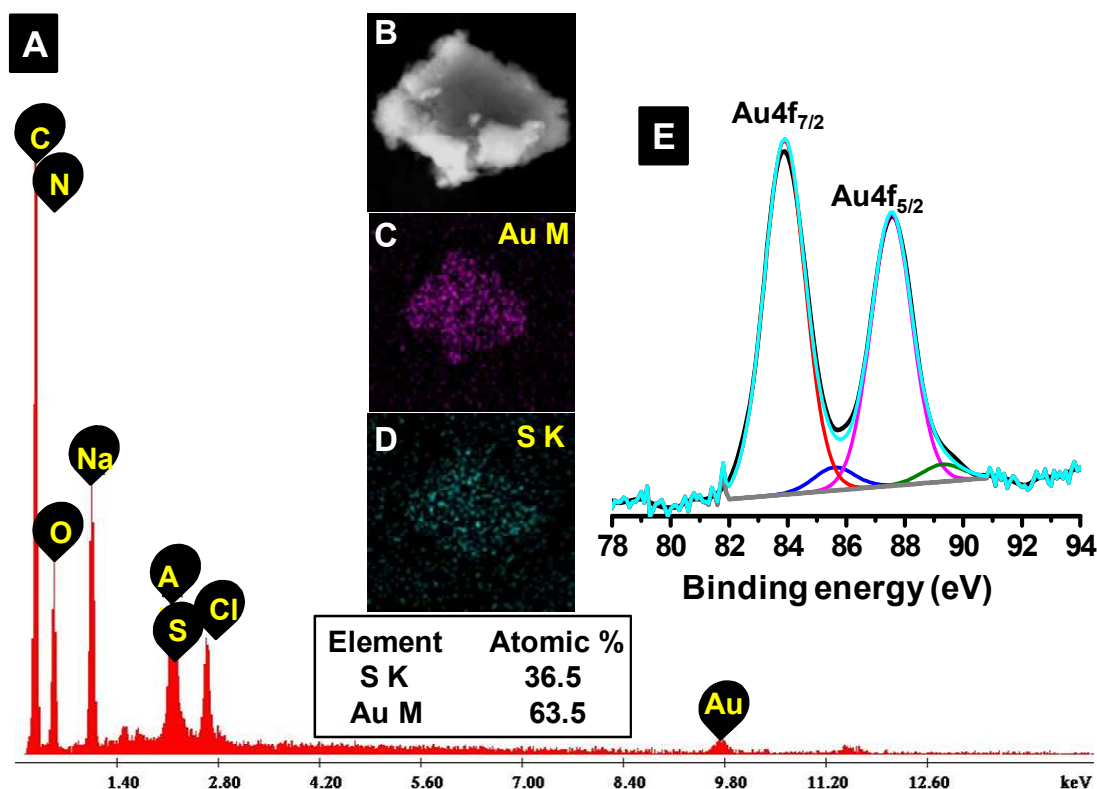 A
C
N
Na
O
A
S
Cl
Au
1.40 2.80 4.20 5.60 7.00 8.40 9.80 11.20 12.60 keV
B
C Au M
D S K
Element Atomic %
S K 36.5
Au M 63.5
E
Au4f7/2
Au4f5/2
78 80 82 84 86 88 90 92 94
Binding energy (eV)